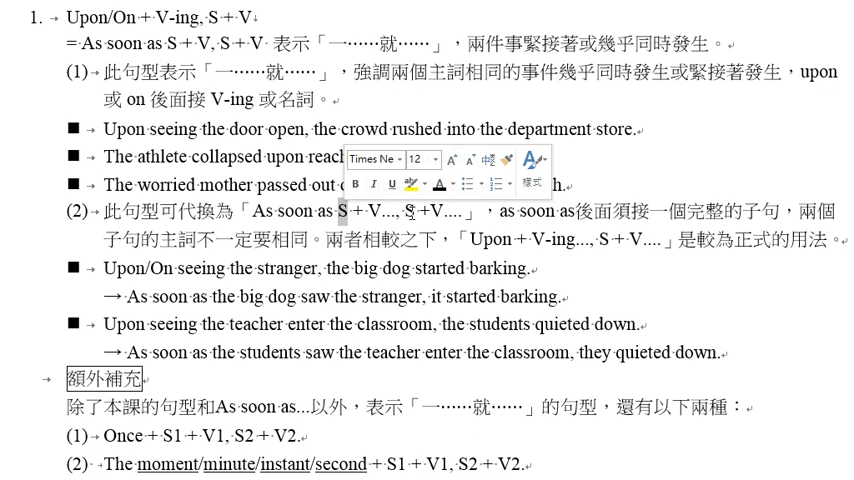 1. Upon/On + V-ing, S + V
= As soon as S + V, S + V 表示「一⋯⋯就⋯⋯」，兩件事緊接著或幾乎同時發生。
(1) 此句型表示「一⋯⋯就⋯⋯」，強調兩個主詞相同的事件幾乎同時發生或緊接著發生，upon
或 on 後面接 V-ing 或名詞。
■ Upon seeing the door open, the crowd rushed into the department store.
■ The athlete collapsed upon reach
Times Ne 12
■ The worried mother passed out h.
B I U ab A 樣式
(2) 此句型可代換為「As soon as S + V..., S +V....」，as soon as後面須接一個完整的子句，兩個
子句的主詞不一定要相同。兩者相較之下，「Upon + V-ing..., S + V....」是較為正式的用法。
■ Upon/On seeing the stranger, the big dog started barking.
→ As soon as the big dog saw the stranger, it started barking.
■ Upon seeing the teacher enter the classroom, the students quieted down.
→ As soon as the students saw the teacher enter the classroom, they quieted down.
額外補充
除了本課的句型和As soon as...以外，表示「一⋯⋯就⋯⋯」的句型，還有以下兩種：
(1) Once + S1 + V1, S2 + V2.
(2) The moment/minute/instant/second + S1 + V1, S2 + V2.